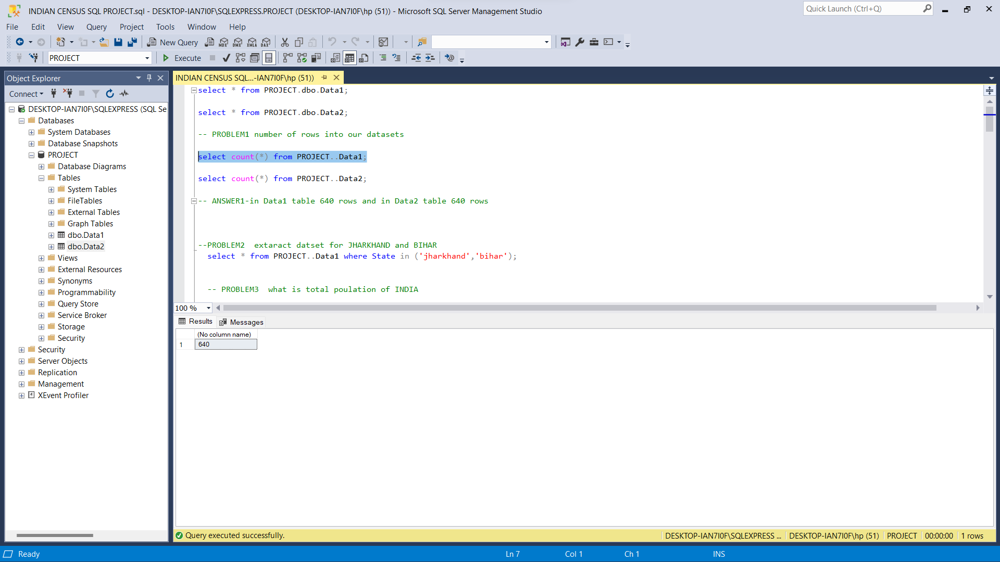 INDIAN CENSUS SQL PROJECT.sql - DESKTOP-IAN7I0F\SQLEXPRESS.PROJECT (DESKTOP-IAN7I0F\hp (51)) - Microsoft SQL Server Management Studio
Quick Launch (Ctrl+Q)
File Edit View Query Project Tools Window Help
New Query MDX DMX XMLA DAX
PROJECT Execute
Object Explorer
INDIAN CENSUS SQL...-IAN7I0F\hp (51))
Connect
DESKTOP-IAN7I0F\SQLEXPRESS (SQL Se
Databases
System Databases
Database Snapshots
PROJECT
Database Diagrams
Tables
System Tables
FileTables
External Tables
Graph Tables
dbo.Data1
dbo.Data2
Views
External Resources
Synonyms
Programmability
Query Store
Service Broker
Storage
Security
Security
Server Objects
Replication
Management
XEvent Profiler
select * from PROJECT.dbo.Data1;
select * from PROJECT.dbo.Data2;
-- PROBLEM1 number of rows into our datasets
select count(*) from PROJECT..Data1;
select count(*) from PROJECT..Data2;
-- ANSWER1-in Data1 table 640 rows and in Data2 table 640 rows
--PROBLEM2  extaract datset for JHARKHAND and BIHAR
select * from PROJECT..Data1 where State in ('jharkhand','bihar');
-- PROBLEM3  what is total poulation of INDIA
100 %
Results Messages
(No column name)
1 640
Query executed successfully.
DESKTOP-IAN7I0F\SQLEXPRESS ... DESKTOP-IAN7I0F\hp (51) PROJECT 00:00:00 1 rows
Ready Ln 7 Col 1 Ch 1 INS